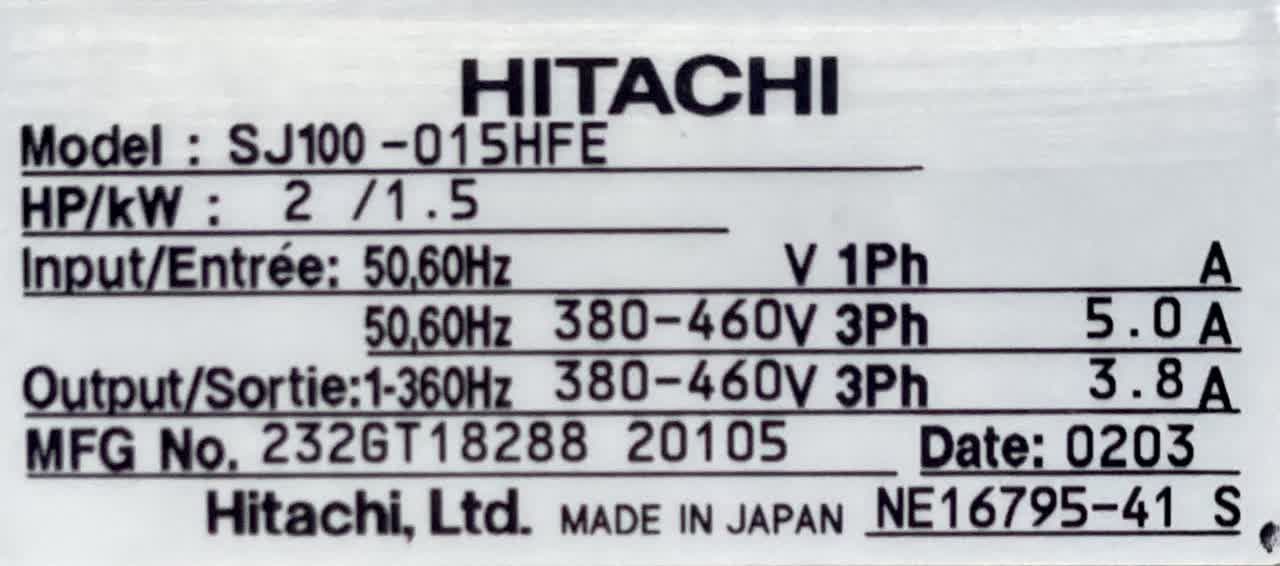 HITACHI
Model : SJ100 -015HFE
HP/kW : 2 /1.5
Input/Entrée: 50,60Hz V 1Ph A
50,60Hz 380-460V 3Ph 5.0 A
Output/Sortie:1-360Hz 380-460V 3Ph 3.8 A
MFG No. 232GT18288 20105 Date: 0203
Hitachi, Ltd. MADE IN JAPAN NE16795-41 S